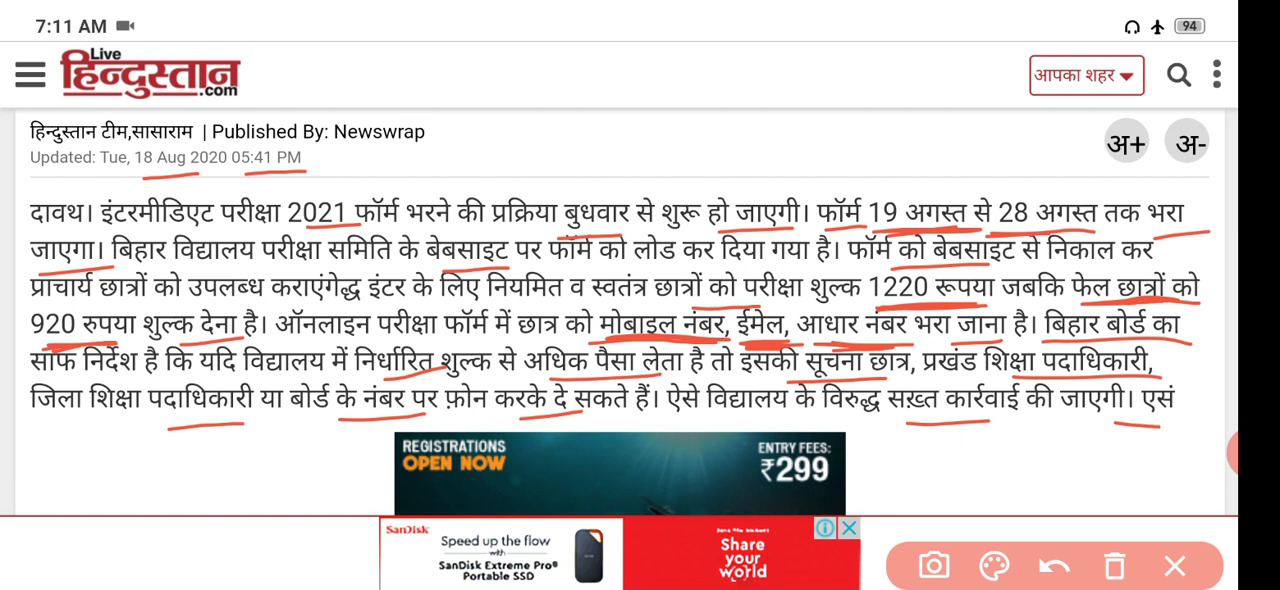 7:11 AM
94
Live
हिन्दुस्तान
.com
आपका शहर
हिन्दुस्तान टीम,सासाराम | Published By: Newswrap
Updated: Tue, 18 Aug 2020 05:41 PM
अ+
अ-
दावथ। इंटरमीडिएट परीक्षा 2021 फॉर्म भरने की प्रक्रिया बुधवार से शुरू हो जाएगी। फॉर्म 19 अगस्त से 28 अगस्त तक भरा
जाएगा। बिहार विद्यालय परीक्षा समिति के बेबसाइट पर फॉर्म को लोड कर दिया गया है। फॉर्म को बेबसाइट से निकाल कर
प्राचार्य छात्रों को उपलब्ध कराएंगेद्ध इंटर के लिए नियमित व स्वतंत्र छात्रों को परीक्षा शुल्क 1220 रूपया जबकि फेल छात्रों को
920 रुपया शुल्क देना है। ऑनलाइन परीक्षा फॉर्म में छात्र को मोबाइल नंबर, ईमेल, आधार नंबर भरा जाना है। बिहार बोर्ड का
साफ निर्देश है कि यदि विद्यालय में निर्धारित शुल्क से अधिक पैसा लेता है तो इसकी सूचना छात्र, प्रखंड शिक्षा पदाधिकारी,
जिला शिक्षा पदाधिकारी या बोर्ड के नंबर पर फ़ोन करके दे सकते हैं। ऐसे विद्यालय के विरुद्ध सख़्त कार्रवाई की जाएगी। एसं
REGISTRATIONS
OPEN NOW
ENTRY FEES:
₹299
SanDisk
Speed up the flow
with
SanDisk Extreme Pro®
Portable SSD
Share
your
world